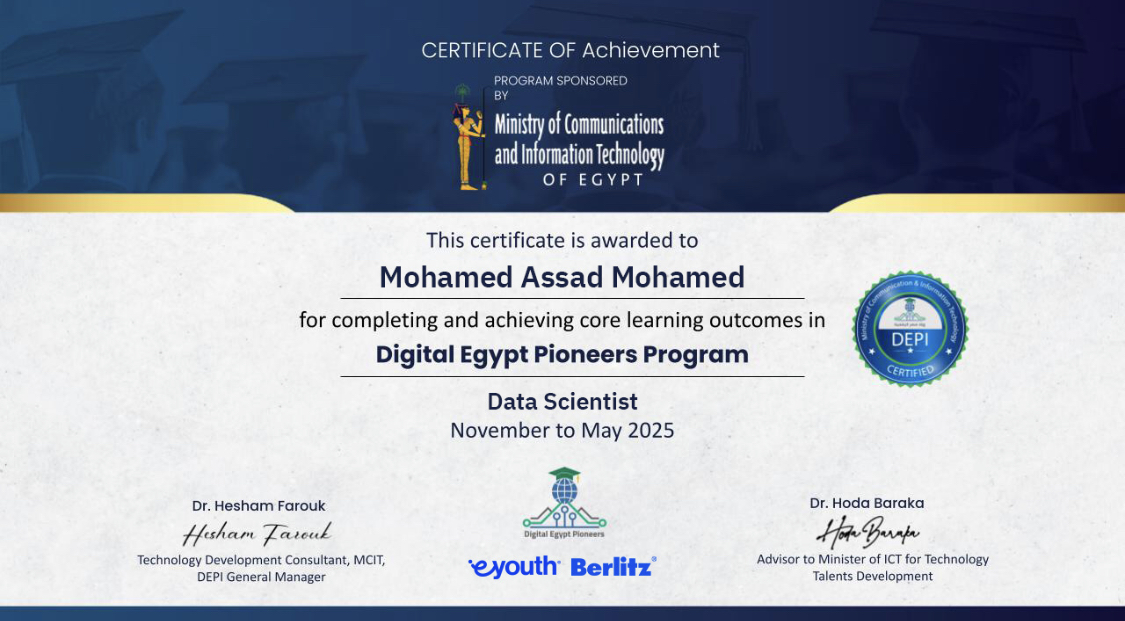 CERTIFICATE OF Achievement
PROGRAM SPONSORED
BY
Ministry of Communications
and Information Technology
OF EGYPT
This certificate is awarded to
Mohamed Assad Mohamed
for completing and achieving core learning outcomes in
Digital Egypt Pioneers Program
Ministry of Communication & Information Technology
DEPI
CERTIFIED
Data Scientist
November to May 2025
Dr. Hesham Farouk
Hesham Farouk
Technology Development Consultant, MCIT,
DEPI General Manager
Digital Egypt Pioneers
eyouth Berlitz®
Dr. Hoda Baraka
Hoda Baraka
Advisor to Minister of ICT for Technology
Talents Development